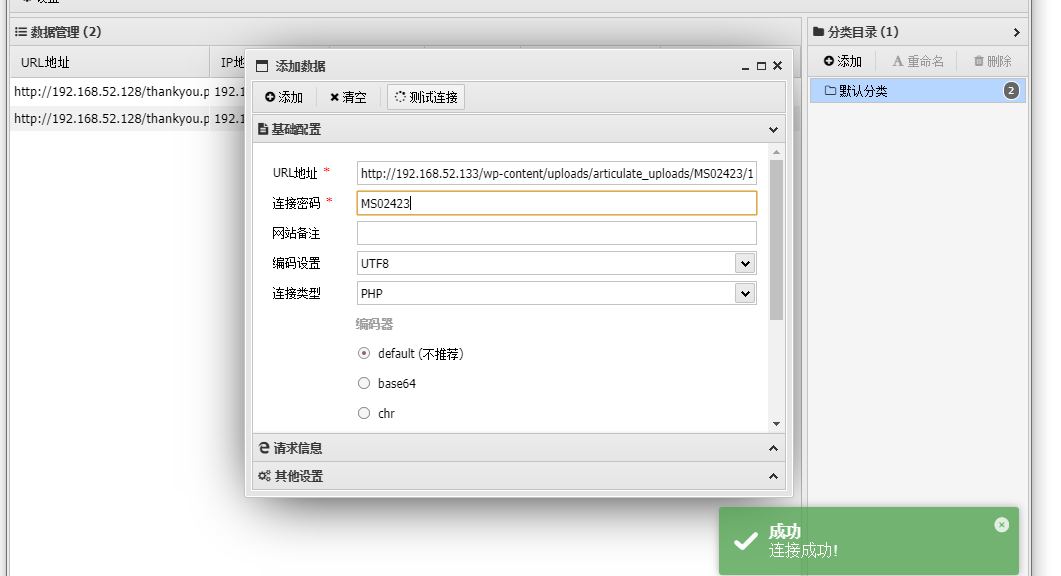 数据管理 (2)
URL地址
IP地
http://192.168.52.128/thankyou.p 192.1
http://192.168.52.128/thankyou.p 192.1
添加数据
添加
清空
测试连接
基础配置
URL地址 *
http://192.168.52.133/wp-content/uploads/articulate_uploads/MS02423/1
连接密码 *
MS02423
网站备注
编码设置
UTF8
连接类型
PHP
编码器
default (不推荐)
base64
chr
请求信息
其他设置
分类目录 (1)
添加
重命名
删除
默认分类
2
成功
连接成功!